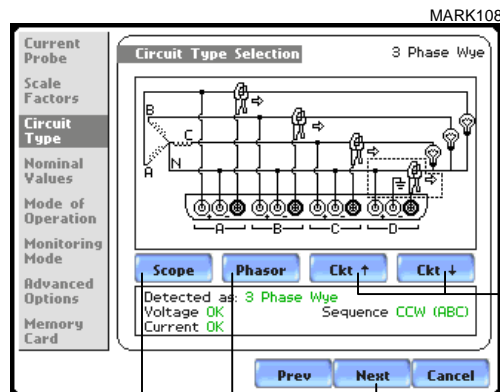 MARK108
Current
Probe
Scale
Factors
Circuit
Type
Nominal
Values
Mode of
Operation
Monitoring
Mode
Advanced
Options
Memory
Card
Circuit Type Selection 3 Phase Wye
B
C
A
N
A B C D
Scope Phasor Ckt ↑ Ckt ↓
Detected as: 3 Phase Wye
Voltage OK Sequence CCW (ABC)
Current OK
Prev Next Cancel